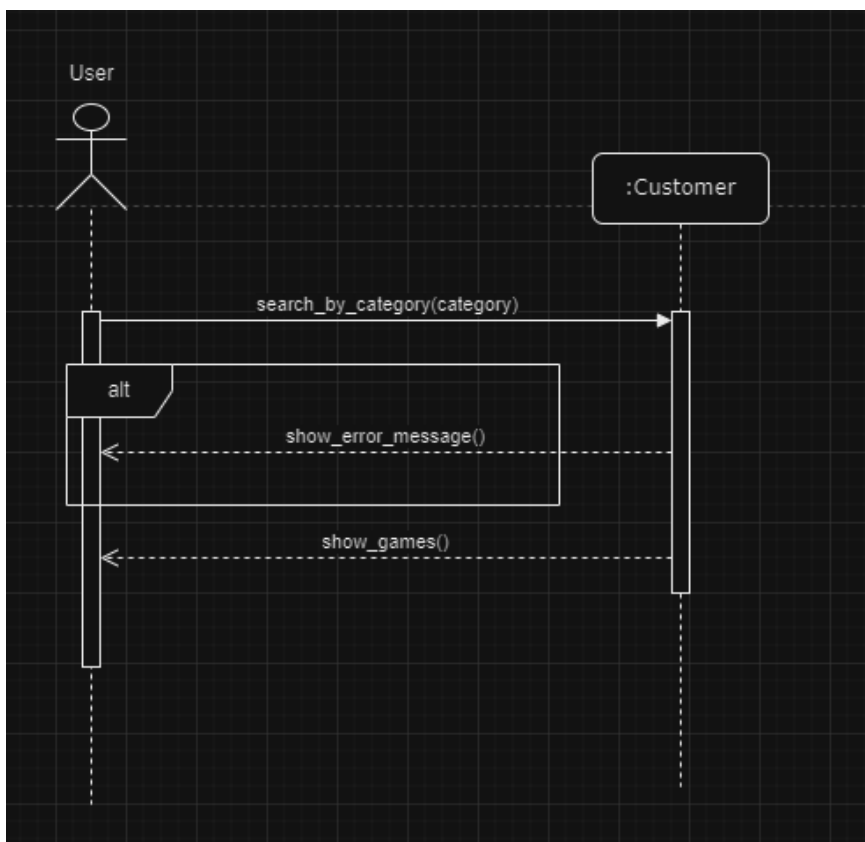 User
:Customer
search_by_category(category)
alt
show_error_message()
show_games()